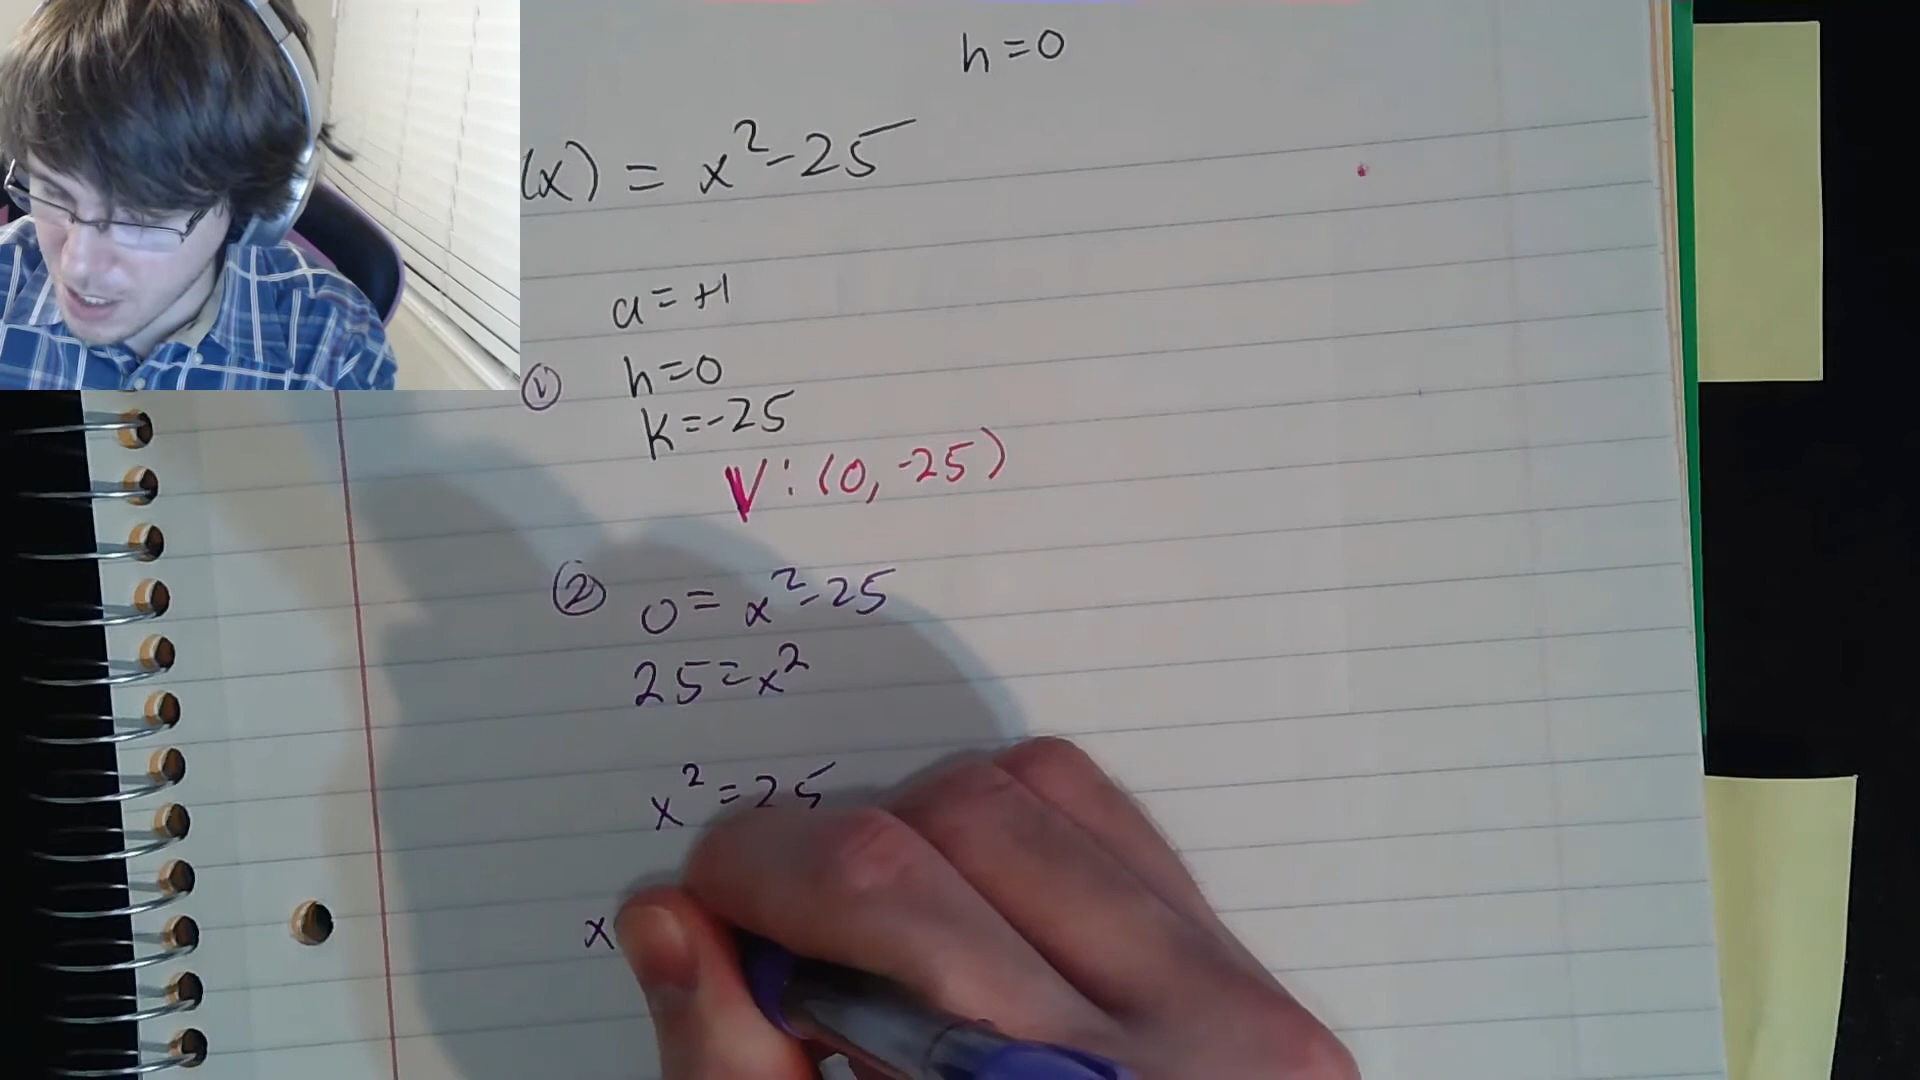 h=0
(x) = x²-25
a=+1
① h=0
K=-25
V: (0, -25)
② 0= x²-25
25=x²
x²=25
x